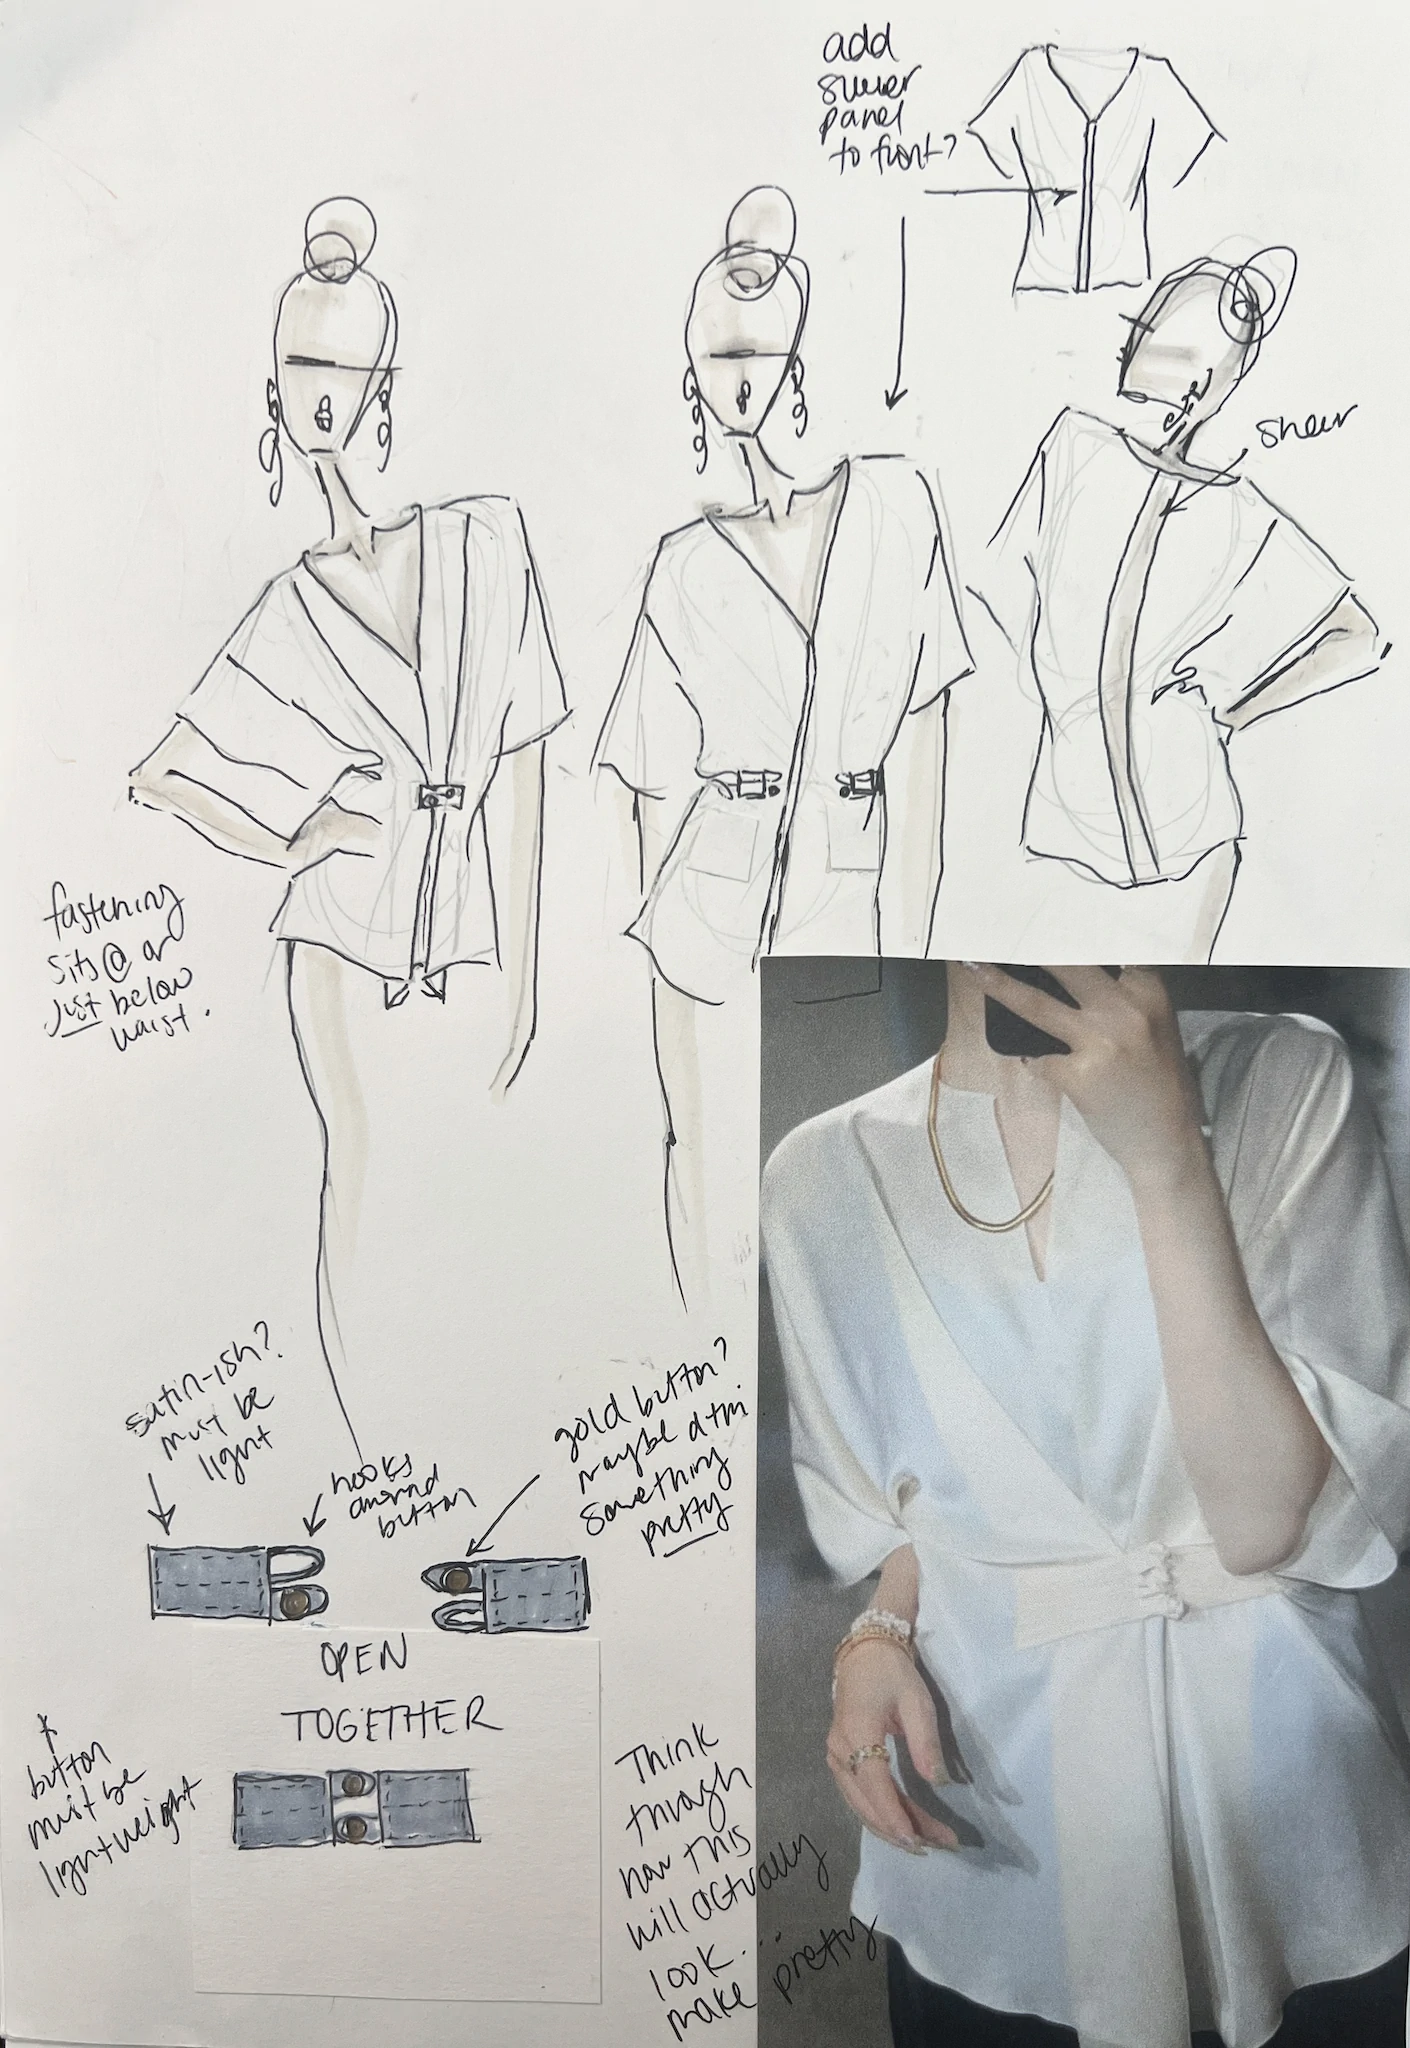 add
sheer
panel
to front?
sheer
fastening
sits @ or
just below
waist.
satin-ish?
must be
light
hooks
around
button
gold button?
maybe dtm
something
pretty
OPEN
TOGETHER
* button
must be
lightweight
Think
through
how this
will actually
look...
make pretty